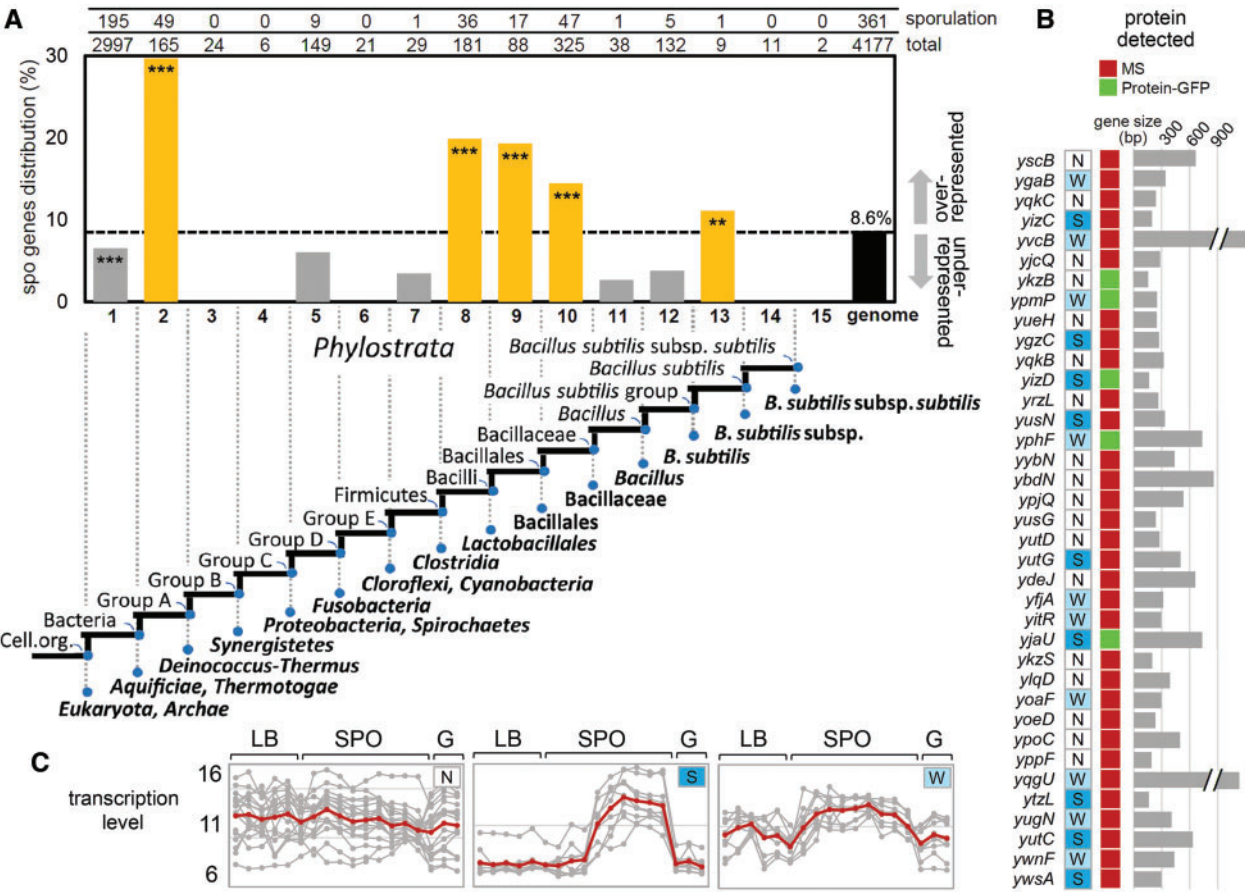 A
195 49 0 0 9 0 1 36 17 47 1 5 1 0 0 361 sporulation
2997 165 24 6 149 21 29 181 88 325 38 132 9 11 2 4177 total
spo genes distribution (%)
30
20
10
0
*** *** *** *** *** **
8.6%
over-
represented
under-
represented
1 2 3 4 5 6 7 8 9 10 11 12 13 14 15 genome
Phylostrata
Bacillus subtilis subsp. subtilis
Bacillus subtilis
Bacillus subtilis group
Bacillus
Bacillaceae
Bacillales
Bacilli
Firmicutes
Group E
Group D
Group C
Group B
Group A
Bacteria
Cell.org.
B. subtilis subsp. subtilis
B. subtilis subsp.
B. subtilis
Bacillus
Bacillaceae
Bacillales
Lactobacillales
Clostridia
Cloroflexi, Cyanobacteria
Fusobacteria
Proteobacteria, Spirochaetes
Synergistetes
Deinococcus-Thermus
Aquificiae, Thermotogae
Eukaryota, Archae
B
protein
detected
MS
Protein-GFP
gene size
(bp)
300 600 900
yscB N
ygaB W
yqkC N
yizC S
yvcB W
yjcQ N
ykzB N
ypmP W
yueH N
ygzC S
yqkB N
yizD S
yrzL N
yusN S
yphF W
yybN N
ybdN N
ypjQ N
yusG N
yutD N
yutG S
ydeJ N
yfjA W
yitR W
yjaU S
ykzS N
ylqD N
yoaF W
yoeD N
ypoC N
yppF N
yqgU W
ytzL S
yugN W
yutC S
ywnF W
ywsA S
C
transcription
level
16
11
6
LB SPO G
N
LB SPO G
S
LB SPO G
W